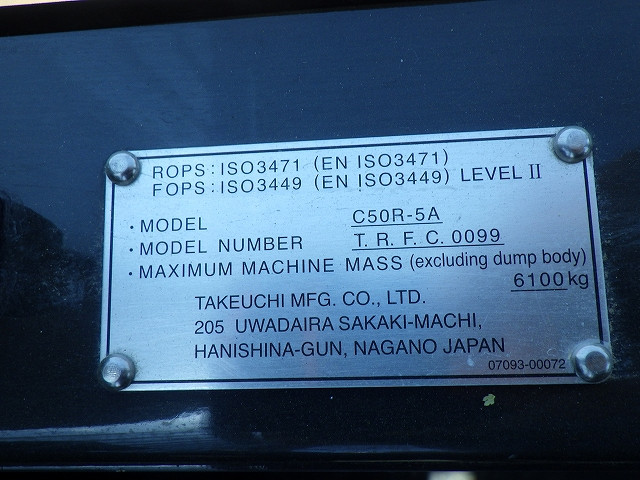 ROPS : ISO3471 (EN ISO3471)
FOPS : ISO3449 (EN ISO3449) LEVEL II
・MODEL C50R-5A
・MODEL NUMBER T. R. F. C. 0099
・MAXIMUM MACHINE MASS (excluding dump body)
6100kg
TAKEUCHI MFG. CO., LTD.
205 UWADAIRA SAKAKI-MACHI,
HANISHINA-GUN, NAGANO JAPAN
07093-00072